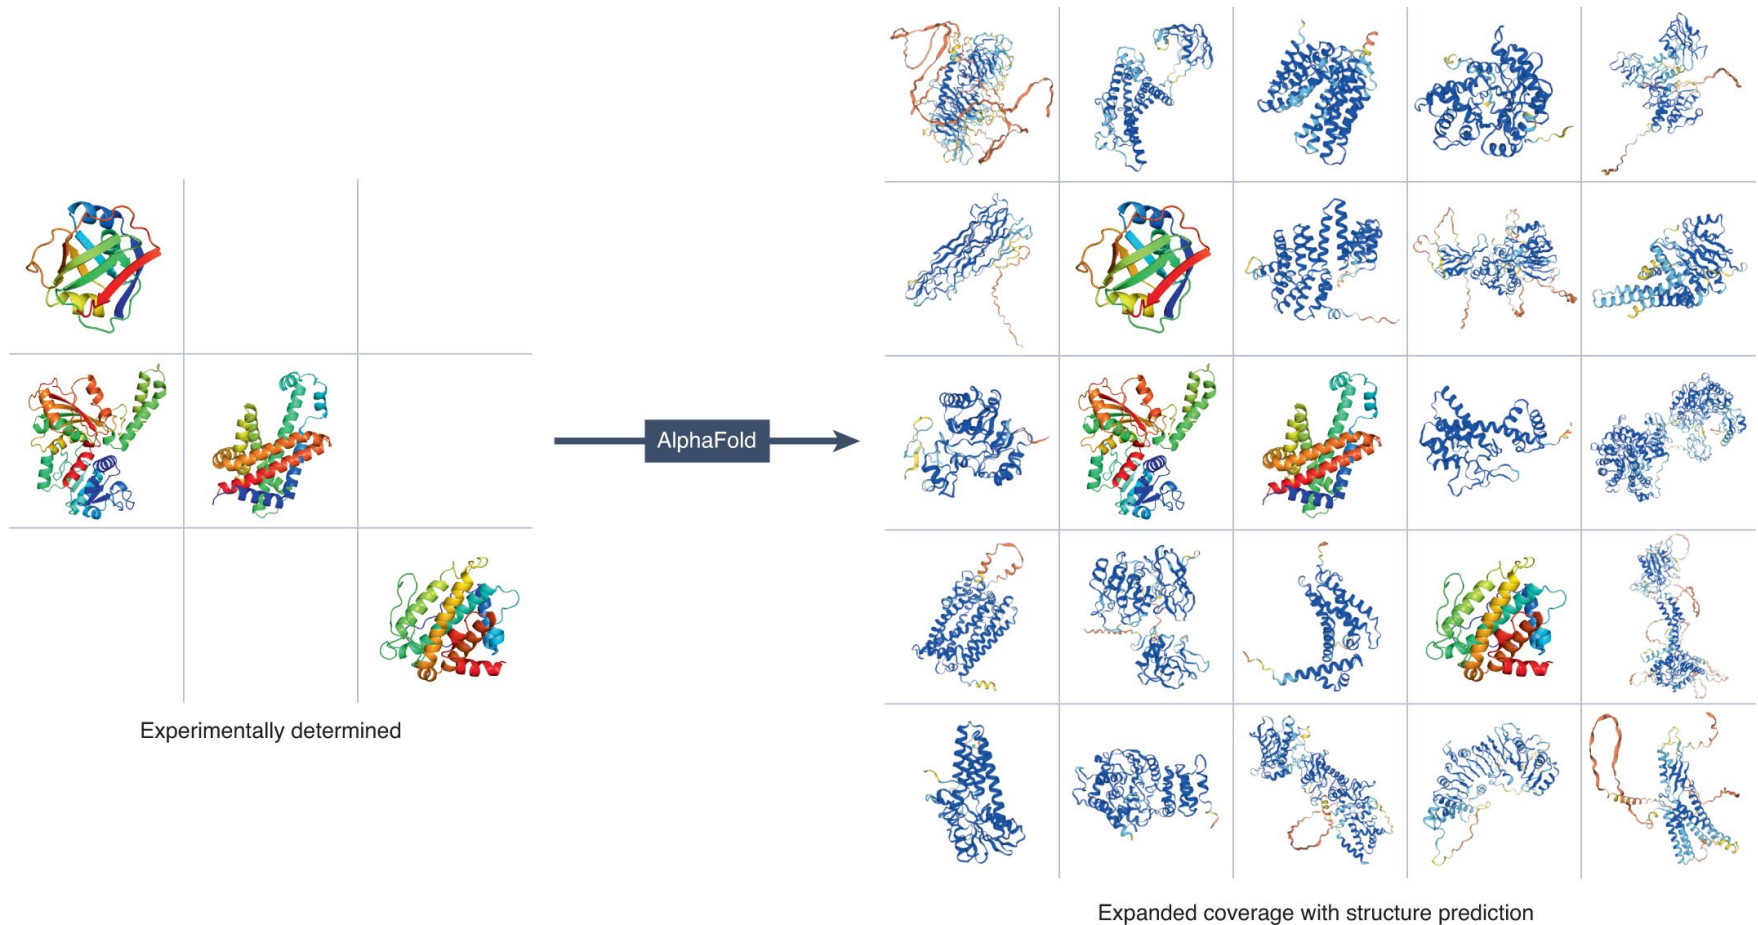 AlphaFold
Experimentally determined
Expanded coverage with structure prediction